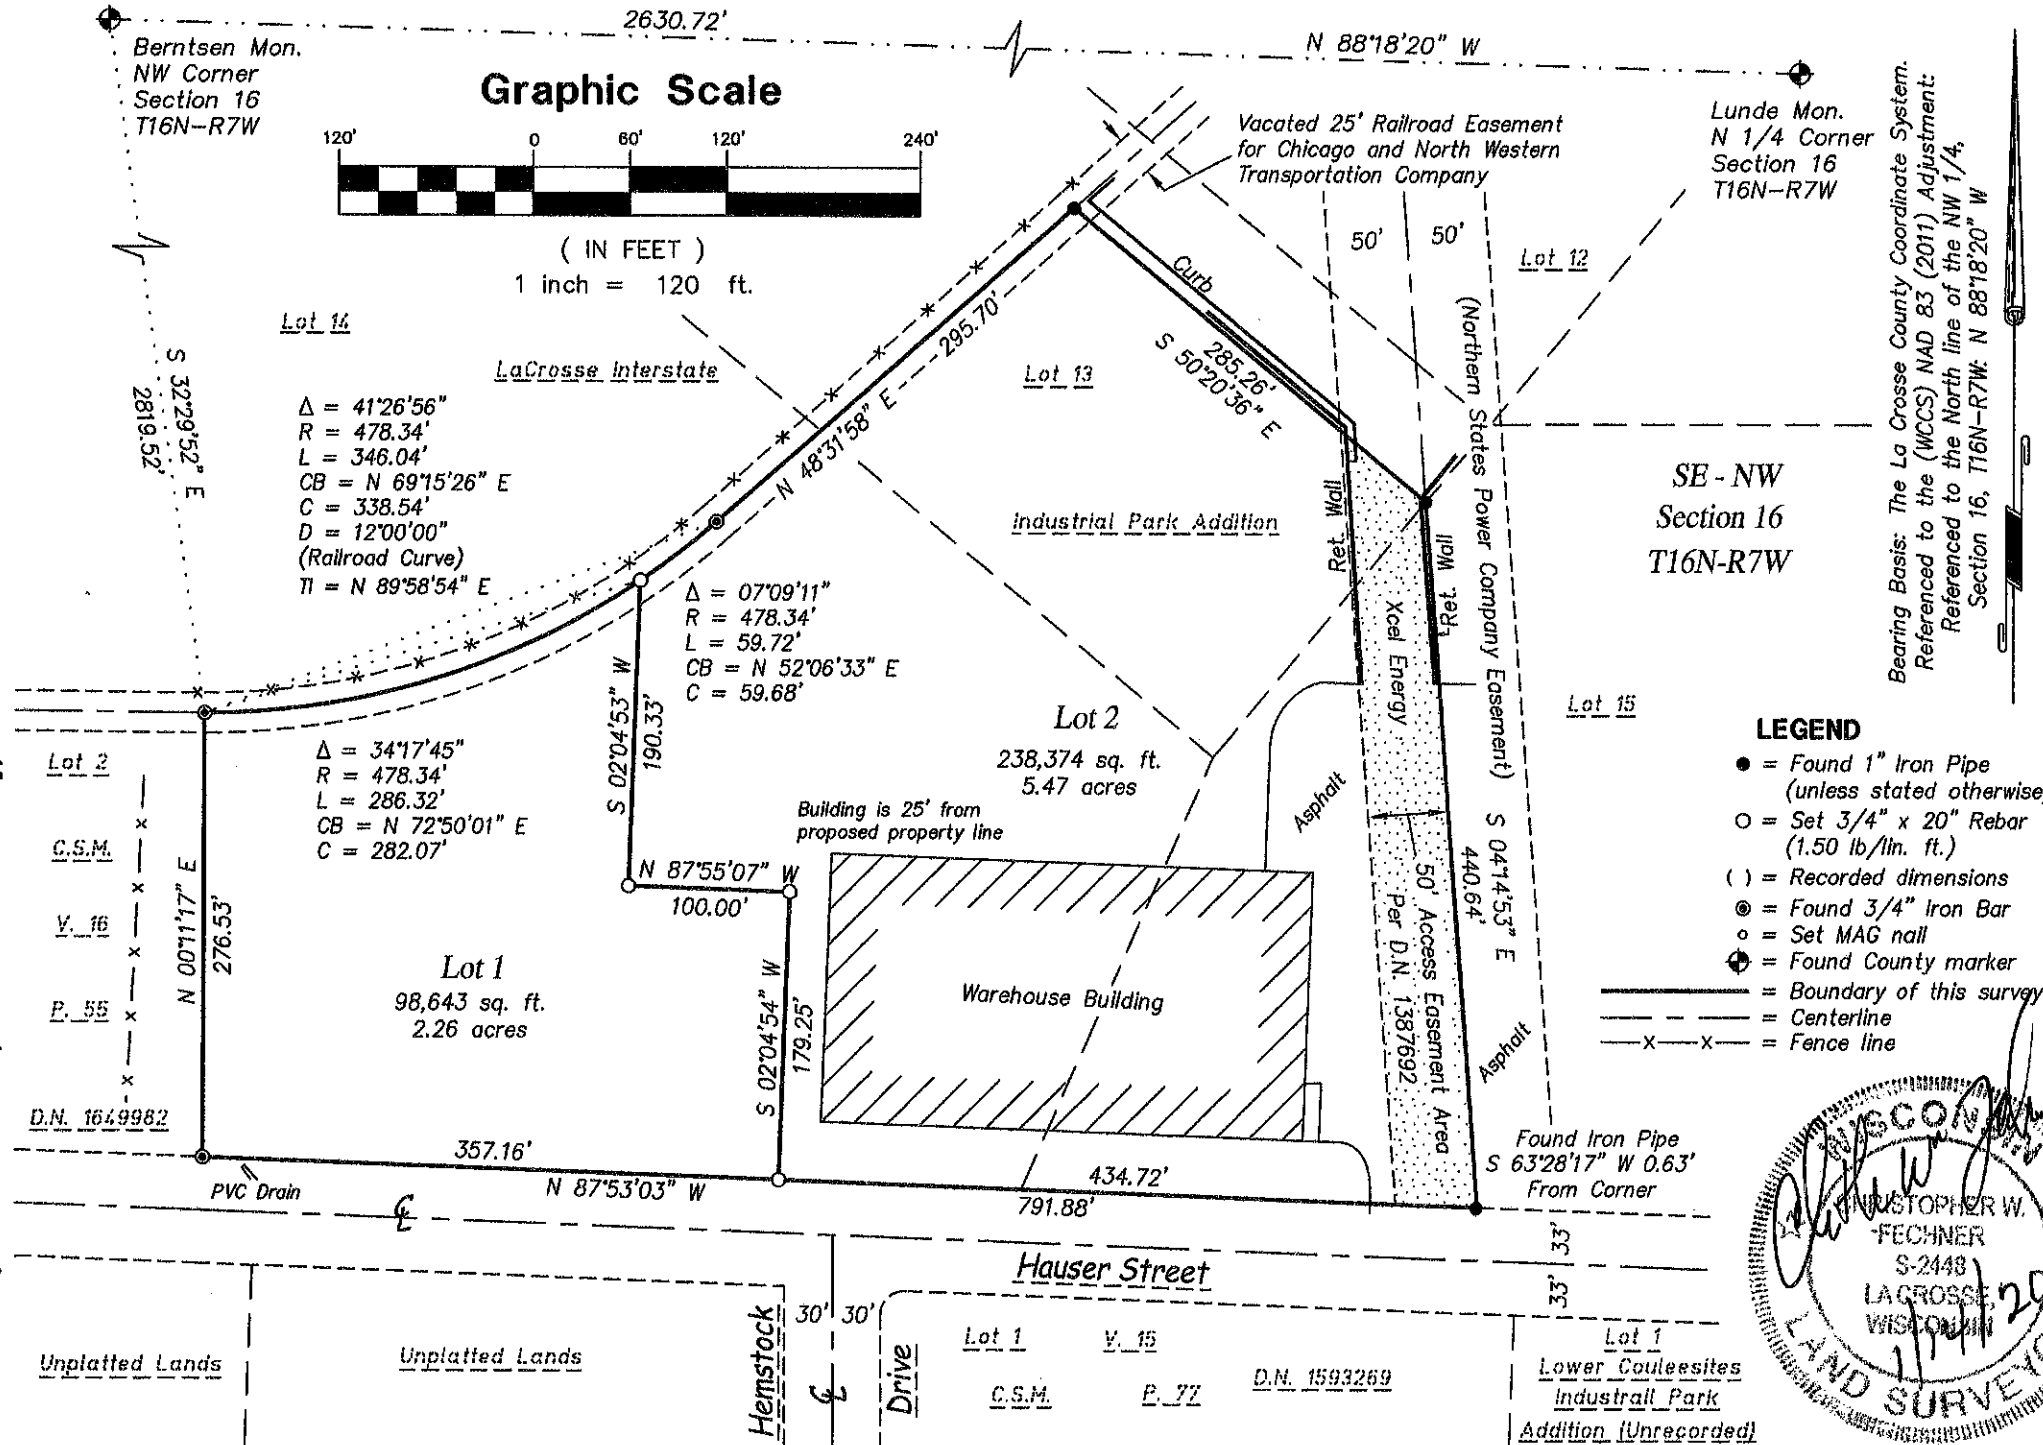 2630.72'
N 88°18'20" W
Berntsen Mon.
NW Corner
Section 16
T16N-R7W
Graphic Scale
120' 0 60' 120' 240'
( IN FEET )
1 inch = 120 ft.
Vacated 25' Railroad Easement
for Chicago and North Western
Transportation Company
Lunde Mon.
N 1/4 Corner
Section 16
T16N-R7W
Bearing Basis: The La Crosse County Coordinate System.
Referenced to the (WCCS) NAD 83 (2011) Adjustment:
Referenced to the North line of the NW 1/4,
Section 16, T16N-R7W: N 88°18'20" W
S 32°29'52" E
2819.52'
Lot 14
LaCrosse Interstate
Δ = 41°26'56"
R = 478.34'
L = 346.04'
CB = N 69°15'26" E
C = 338.54'
D = 12°00'00"
(Railroad Curve)
TI = N 89°58'54" E
295.70'
N 48°31'58" E
Curb
285.26'
S 50°20'36" E
Lot 13
Industrial Park Addition
50' 50'
Lot 12
(Northern States Power Company Easement)
SE - NW
Section 16
T16N-R7W
Ret. Wall
Ret. Wall
Xcel Energy
Δ = 07°09'11"
R = 478.34'
L = 59.72'
CB = N 52°06'33" E
C = 59.68'
S 02°04'53" W
190.33'
Lot 2
238,374 sq. ft.
5.47 acres
Lot 15
Lot 2
C.S.M.
V. 16
P. 55
D.N. 1649982
Δ = 34°17'45"
R = 478.34'
L = 286.32'
CB = N 72°50'01" E
C = 282.07'
N 00°11'17" E
276.53'
Building is 25' from
proposed property line
N 87°55'07" W
100.00'
Lot 1
98,643 sq. ft.
2.26 acres
S 02°04'54" W
179.25'
Warehouse Building
Asphalt
50' Access Easement Area
Per D.N. 1387692
S 04°14'53" E
440.64'
Asphalt
LEGEND
● = Found 1" Iron Pipe
(unless stated otherwise)
○ = Set 3/4" x 20" Rebar
(1.50 lb/lin. ft.)
( ) = Recorded dimensions
= Found 3/4" Iron Bar
o = Set MAG nail
= Found County marker
= Boundary of this survey
= Centerline
x x = Fence line
Found Iron Pipe
S 63°28'17" W 0.63'
From Corner
PVC Drain
357.16'
N 87°53'03" W
434.72'
791.88'
Hauser Street
33'
33'
Hemstock
30' 30'
Drive
Unplatted Lands
Unplatted Lands
Lot 1 V. 15
C.S.M. P. 77 D.N. 1593269
Lot 1
Lower Couleesites
Industrail Park
Addition (Unrecorded)
CHRISTOPHER W.
FECHNER
S-2448
LA CROSSE,
WISCONSIN
LAND SURVEYOR